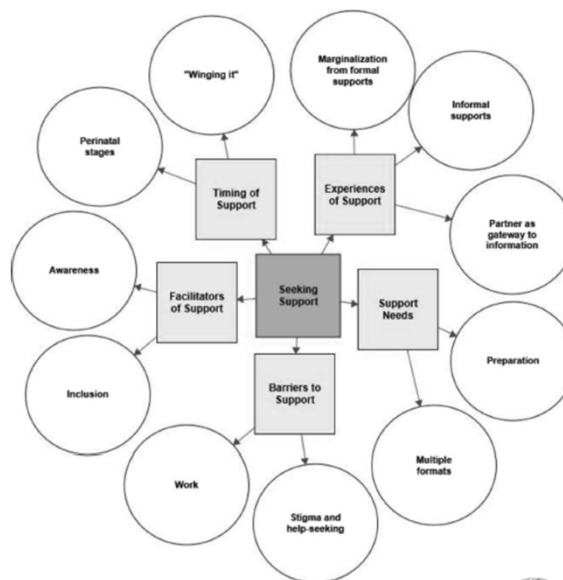 "Winging it"
Marginalization
from formal
supports
Informal
supports
Perinatal
stages
Timing of
Support
Experiences
of Support
Partner as
gateway to
information
Awareness
Facilitators
of Support
Seeking
Support
Support
Needs
Preparation
Inclusion
Barriers to
Support
Multiple
formats
Work
Stigma and
help-seeking